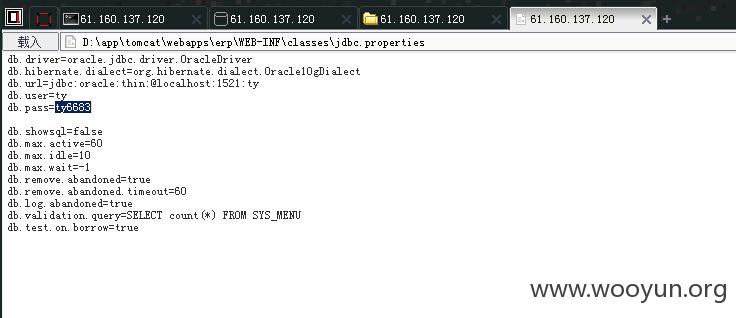 61.160.137.120 61.160.137.120 61.160.137.120 61.160.137.120
载入 D:\app\tomcat\webapps\erp\WEB-INF\classes\jdbc.properties
db.driver=oracle.jdbc.driver.OracleDriver
db.hibernate.dialect=org.hibernate.dialect.Oracle10gDialect
db.url=jdbc:oracle:thin:@localhost:1521:ty
db.user=ty
db.pass=ty6683
db.showsql=false
db.max.active=60
db.max.idle=10
db.max.wait=-1
db.remove.abandoned=true
db.remove.abandoned.timeout=60
db.log.abandoned=true
db.validation.query=SELECT count(*) FROM SYS_MENU
db.test.on.borrow=true
www.wooyun.org